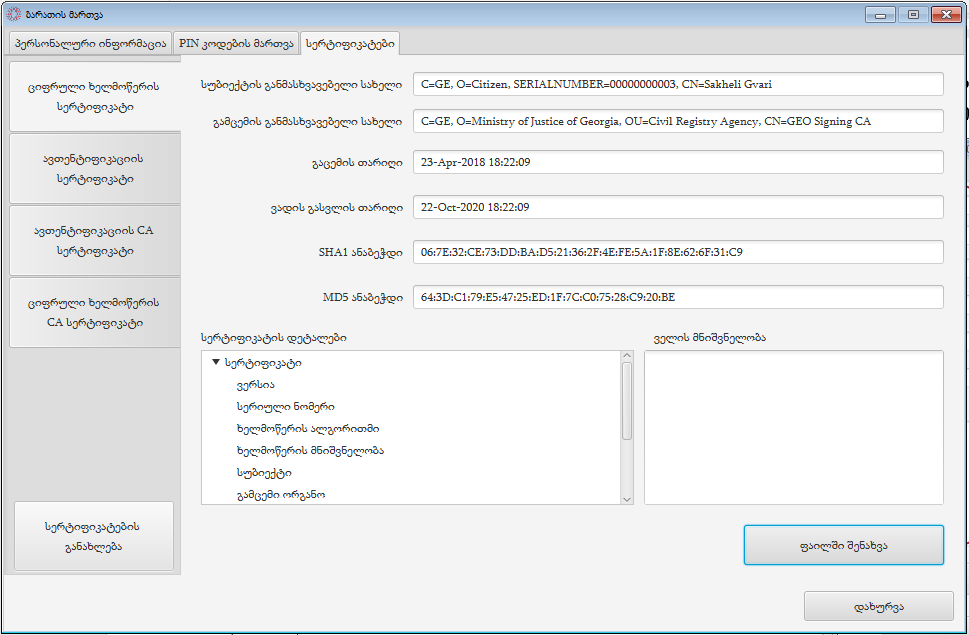 ბარათის მართვა
პერსონალური ინფორმაცია
PIN კოდების მართვა
სერტიფიკატები
ციფრული ხელმოწერის
სერტიფიკატი
ავთენტიფიკაციის
სერტიფიკატი
ავთენტიფიკაციის CA
სერტიფიკატი
ციფრული ხელმოწერის
CA სერტიფიკატი
სერტიფიკატების
განახლება
სუბიექტის განმასხვავებელი სახელი
C=GE, O=Citizen, SERIALNUMBER=00000000003, CN=Sakheli Gvari
გამცემის განმასხვავებელი სახელი
C=GE, O=Ministry of Justice of Georgia, OU=Civil Registry Agency, CN=GEO Signing CA
გაცემის თარიღი
23-Apr-2018 18:22:09
ვადის გასვლის თარიღი
22-Oct-2020 18:22:09
SHA1 ანაბეჭდი
06:7E:32:CE:73:DD:BA:D5:21:36:2F:4E:FE:5A:1F:8E:62:6F:31:C9
MD5 ანაბეჭდი
64:3D:C1:79:E5:47:25:ED:1F:7C:C0:75:28:C9:20:BE
სერტიფიკატის დეტალები
სერტიფიკატი
ვერსია
სერიული ნომერი
ხელმოწერის ალგორითმი
ხელმოწერის მნიშვნელობა
სუბიექტი
გამცემი ორგანო
ველის მნიშვნელობა
ფაილში შენახვა
დახურვა